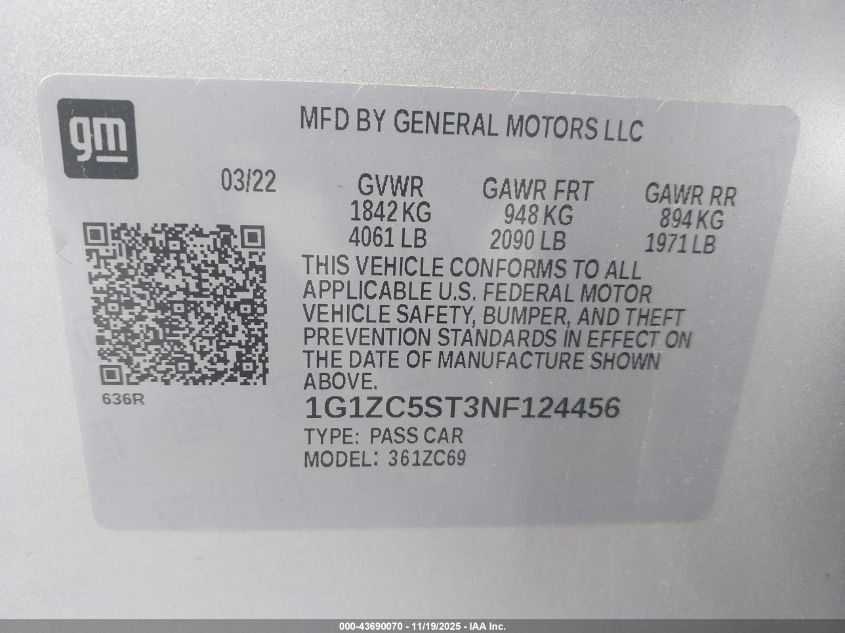 gm
MFD BY GENERAL MOTORS LLC
03/22
GVWR GAWR FRT GAWR RR
1842 KG 948 KG 894 KG
4061 LB 2090 LB 1971 LB
THIS VEHICLE CONFORMS TO ALL
APPLICABLE U.S. FEDERAL MOTOR
VEHICLE SAFETY, BUMPER, AND THEFT
PREVENTION STANDARDS IN EFFECT ON
THE DATE OF MANUFACTURE SHOWN
ABOVE.
636R
1G1ZC5ST3NF124456
TYPE: PASS CAR
MODEL: 361ZC69
000-43690070 - 11/19/2025 - IAA Inc.